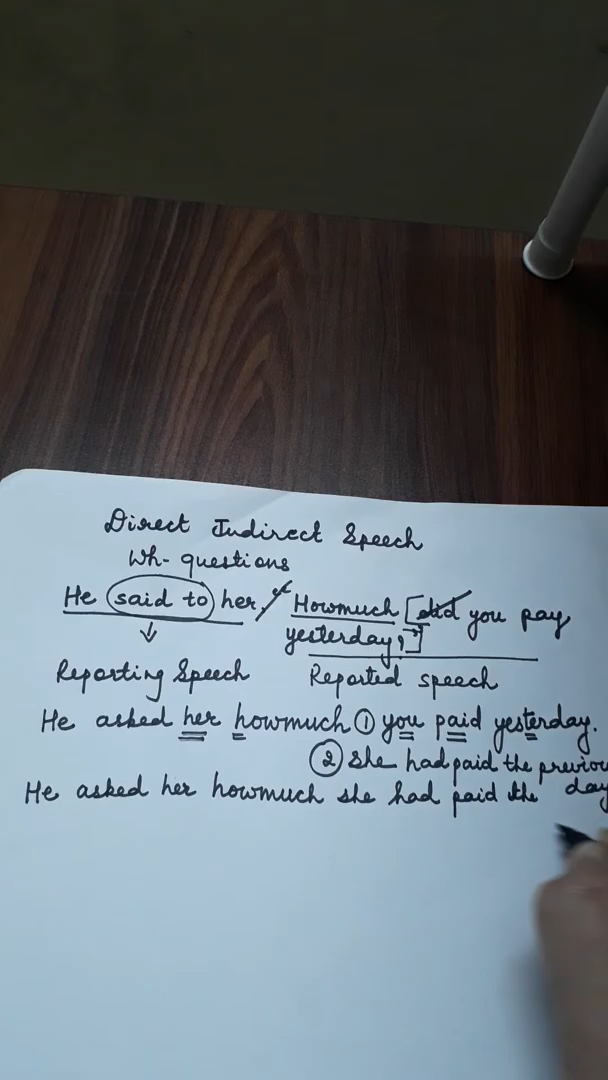 Direct Indirect Speech
Wh- questions
He said to her, " Howmuch [did you pay
yesterday?"]
Reporting Speech Reported speech
He asked her howmuch ① you paid yesterday.
② she had paid the previou
He asked her howmuch she had paid the day